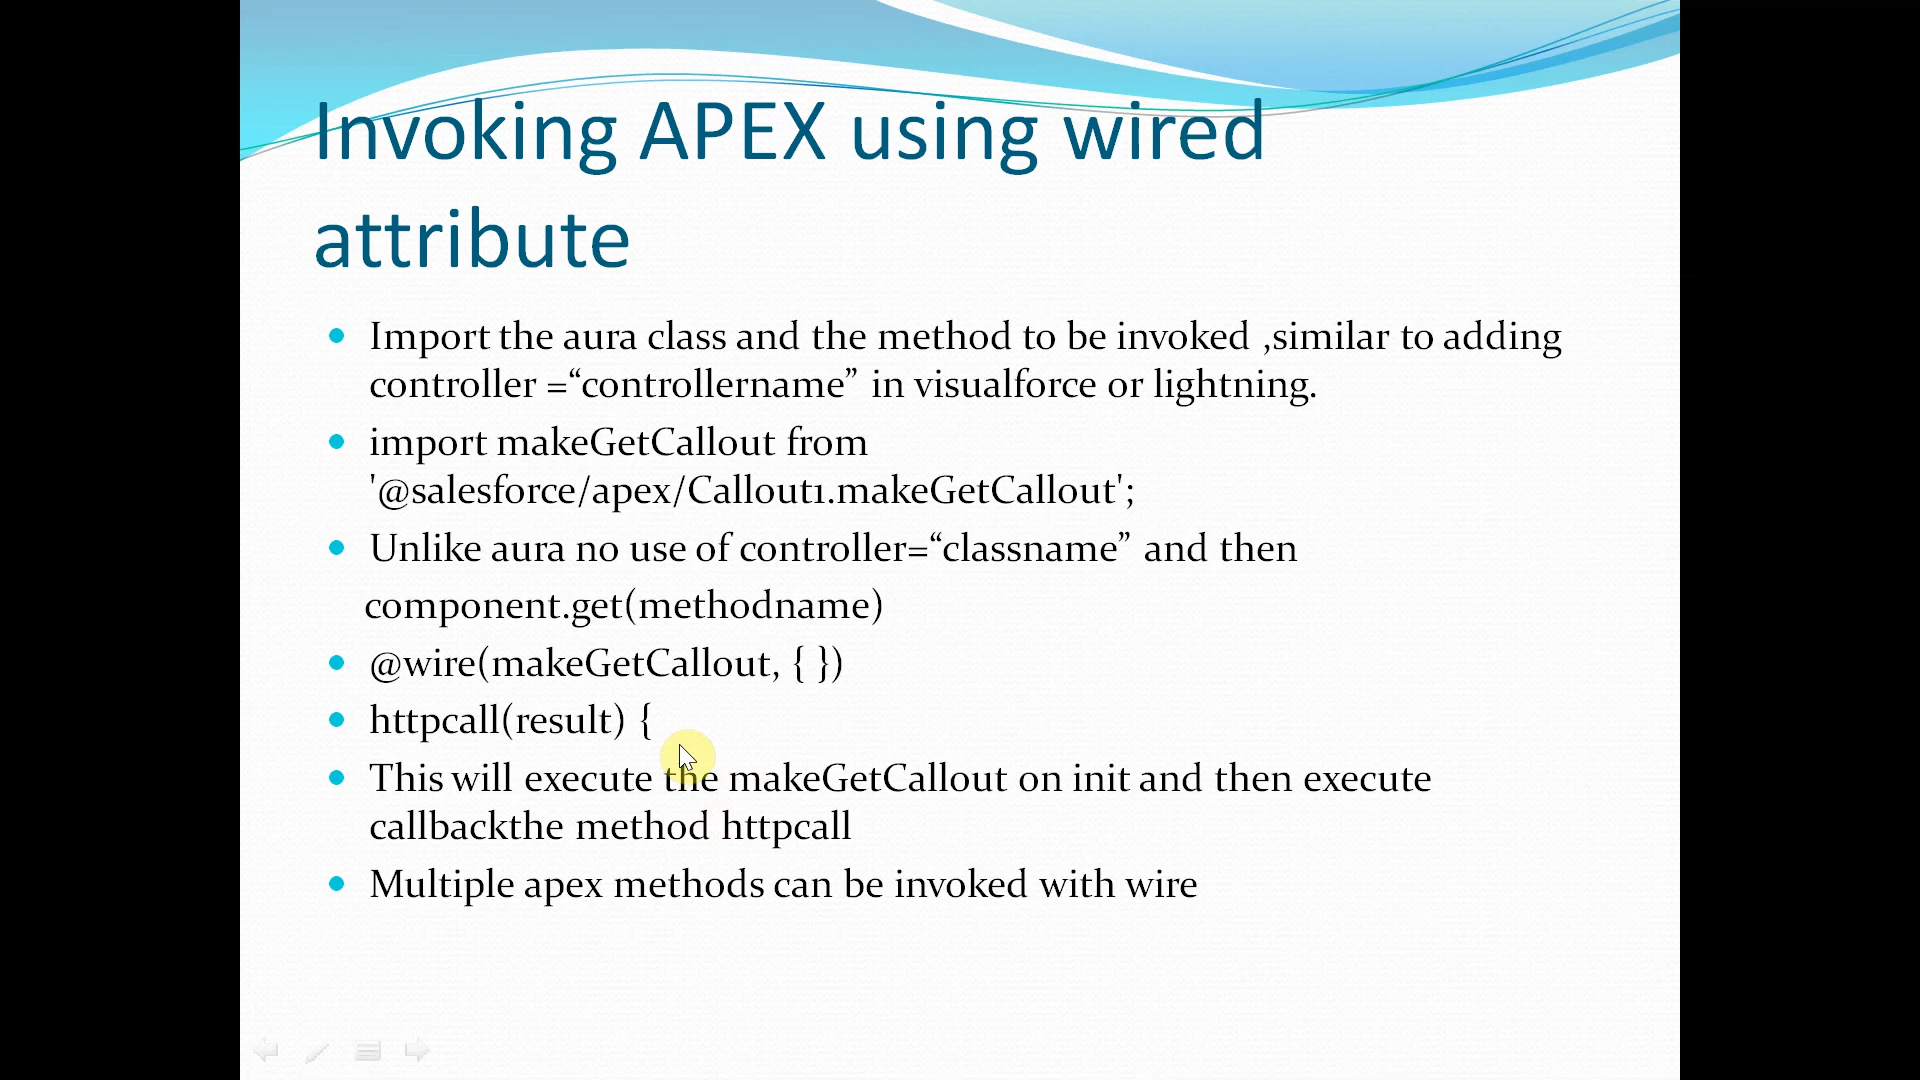 Invoking APEX using wired
attribute
Import the aura class and the method to be invoked ,similar to adding
controller =“controllername” in visualforce or lightning.
import makeGetCallout from
'@salesforce/apex/Callout1.makeGetCallout';
Unlike aura no use of controller=“classname” and then
component.get(methodname)
@wire(makeGetCallout, { })
httpcall(result) {
This will execute the makeGetCallout on init and then execute
callbackthe method httpcall
Multiple apex methods can be invoked with wire